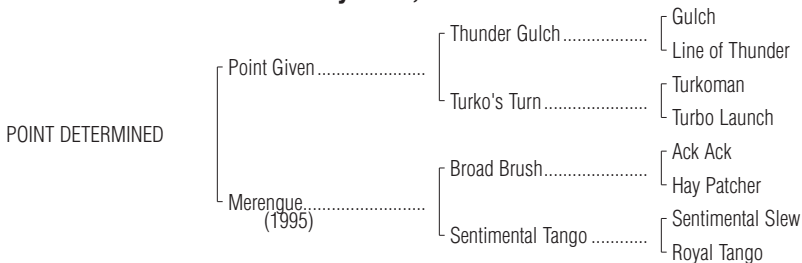 Gulch
Thunder Gulch
Line of Thunder
Point Given
Turkoman
Turko's Turn
Turbo Launch
POINT DETERMINED
Ack Ack
Broad Brush
Hay Patcher
Merengue
(1995)
Sentimental Slew
Sentimental Tango
Royal Tango